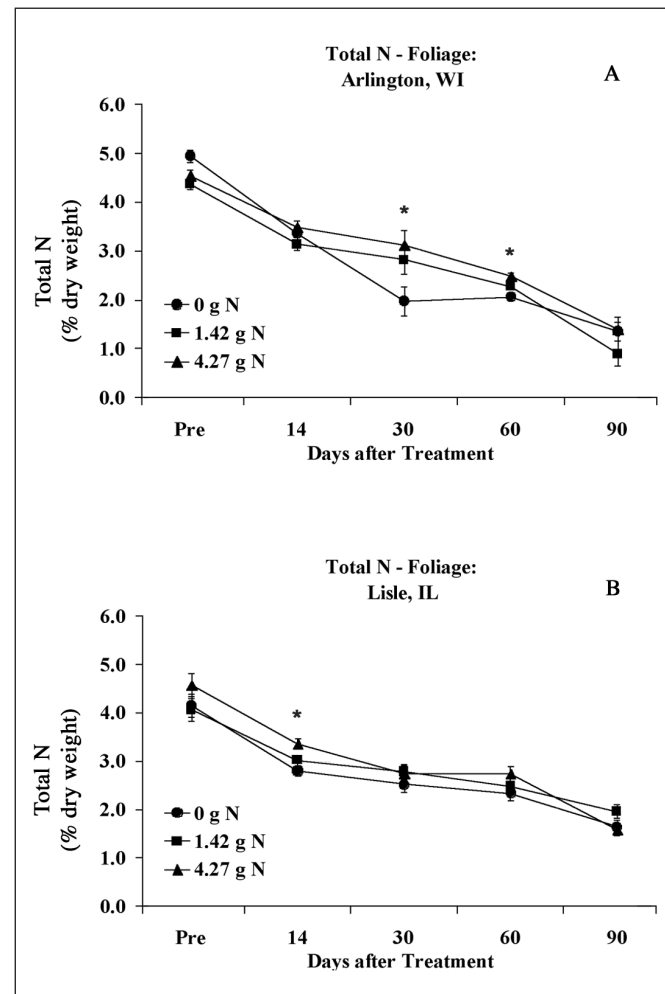 Total N - Foliage:
Arlington, WI
A
Total N
(% dry weight)
6.0
5.0
4.0
3.0
2.0
1.0
0.0
*
*
0 g N
1.42 g N
4.27 g N
Pre 14 30 60 90
Days after Treatment
Total N - Foliage:
Lisle, IL
B
Total N
(% dry weight)
6.0
5.0
4.0
3.0
2.0
1.0
0.0
*
0 g N
1.42 g N
4.27 g N
Pre 14 30 60 90
Days after Treatment